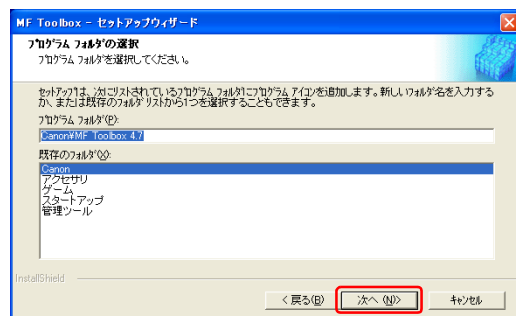 MF Toolbox - セットアップウィザード
プログラム フォルダの選択
プログラム フォルダを選択してください。
セットアップは、次にリストされているプログラム フォルダにプログラム アイコンを追加します。新しいフォルダ名を入力する
か、または既存のフォルダ リストから1つを選択することもできます。
プログラム フォルダ(P):
Canon¥MF Toolbox 4.7
既存のフォルダ(X):
Canon
アクセサリ
ゲーム
スタートアップ
管理ツール
InstallShield
< 戻る(B)
次へ (N)>
キャンセル